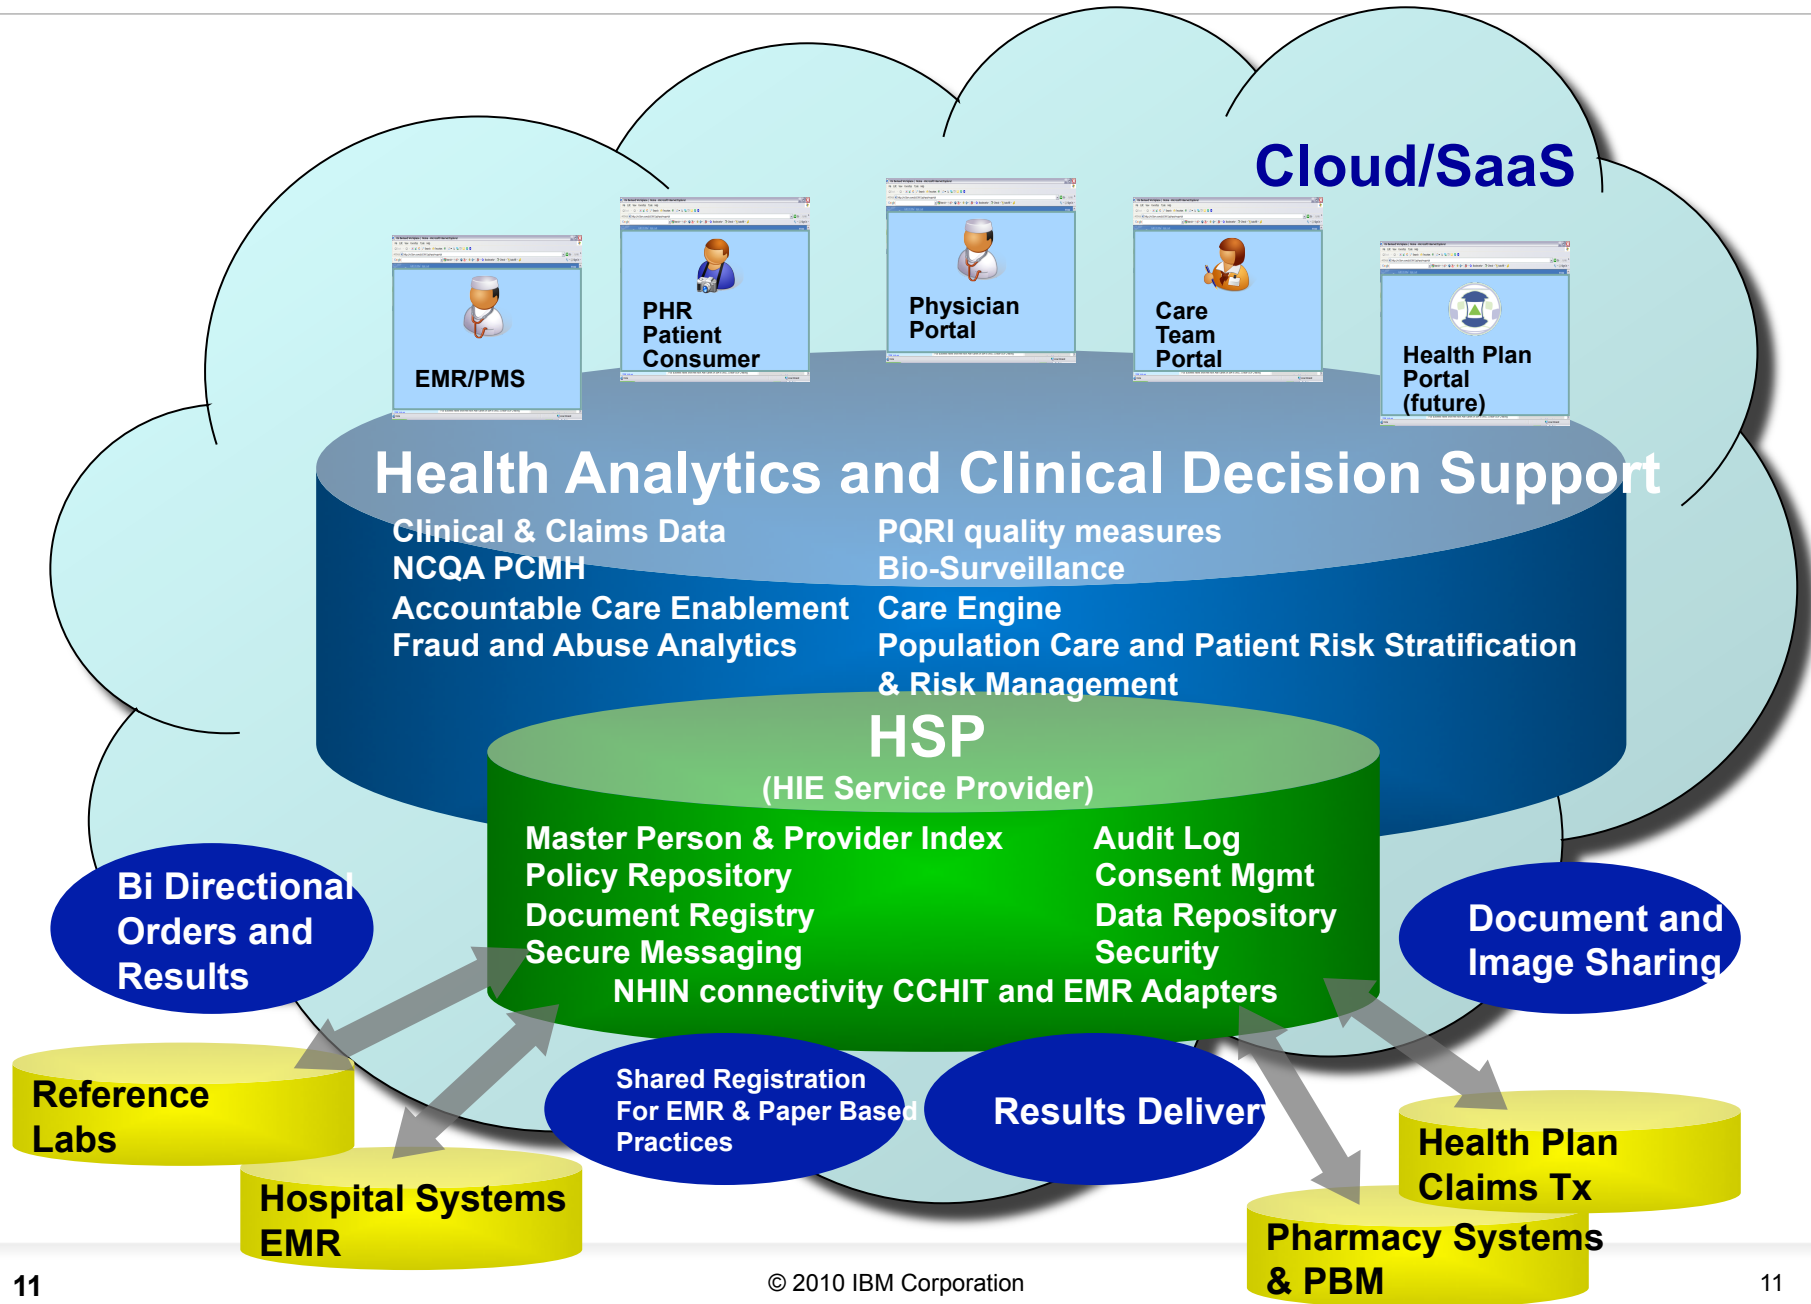 Cloud/SaaS
EMR/PMS
PHR
Patient
Consumer
Physician
Portal
Care
Team
Portal
Health Plan
Portal
(future)
Health Analytics and Clinical Decision Support
Clinical & Claims Data
NCQA PCMH
Accountable Care Enablement
Fraud and Abuse Analytics
PQRI quality measures
Bio-Surveillance
Care Engine
Population Care and Patient Risk Stratification
& Risk Management
HSP
(HIE Service Provider)
Master Person & Provider Index
Policy Repository
Document Registry
Secure Messaging
Audit Log
Consent Mgmt
Data Repository
Security
NHIN connectivity CCHIT and EMR Adapters
Bi Directional
Orders and
Results
Document and
Image Sharing
Shared Registration
For EMR & Paper Based
Practices
Results Delivery
Reference
Labs
Hospital Systems
EMR
Health Plan
Claims Tx
Pharmacy Systems
& PBM
11
© 2010 IBM Corporation
11